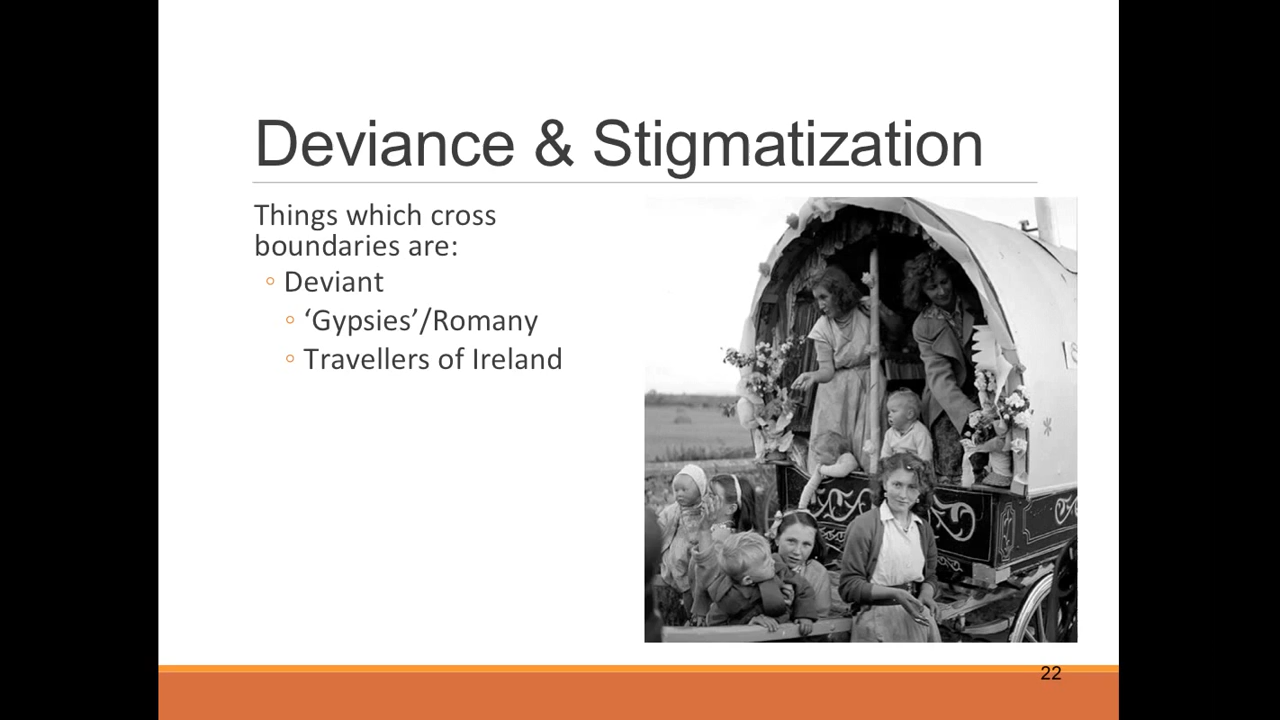 Deviance & Stigmatization
Things which cross
boundaries are:
◦ Deviant
◦ ‘Gypsies’/Romany
◦ Travellers of Ireland
22